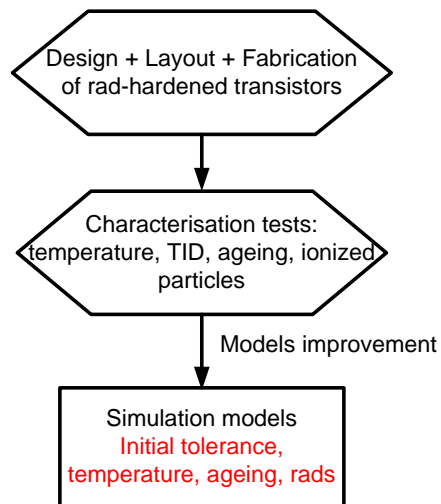 Design + Layout + Fabrication
of rad-hardened transistors
Characterisation tests:
temperature, TID, ageing, ionized
particles
Models improvement
Simulation models
Initial tolerance,
temperature, ageing, rads